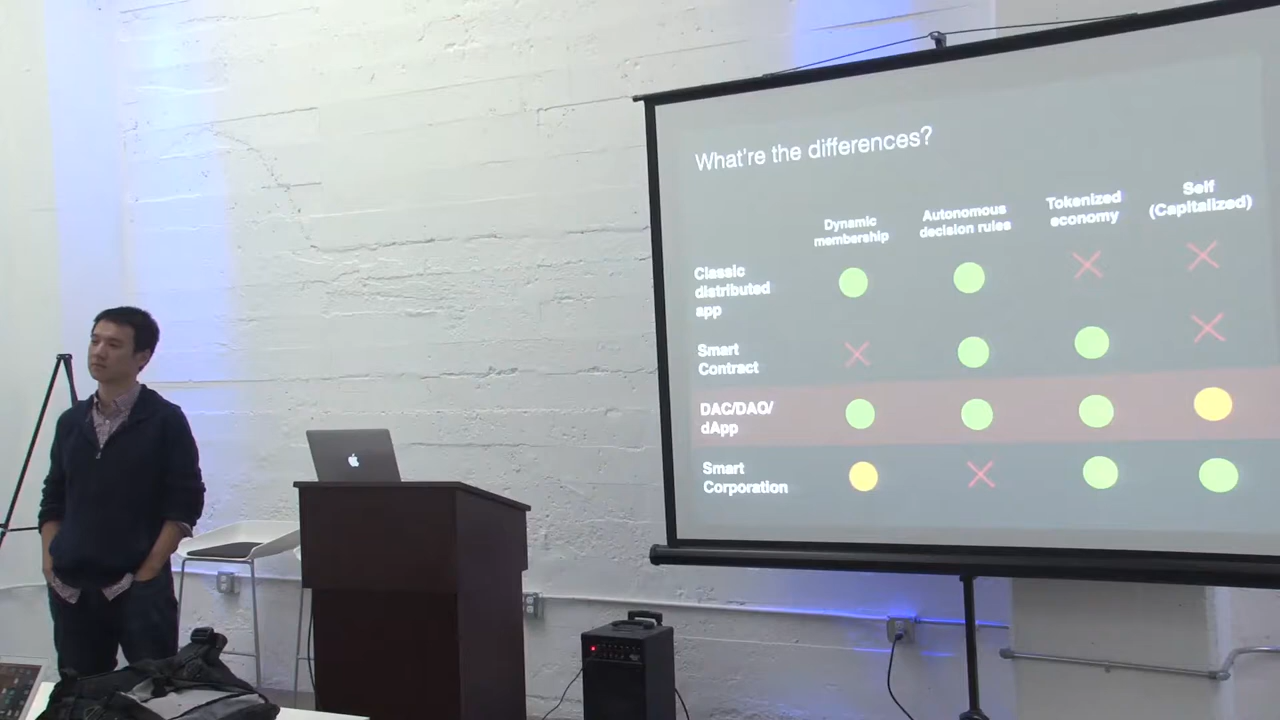 What're the differences?
Dynamic
membership
Autonomous
decision rules
Tokenized
economy
Self
(Capitalized)
Classic
distributed
app
Smart
Contract
DAC/DAO/
dApp
Smart
Corporation